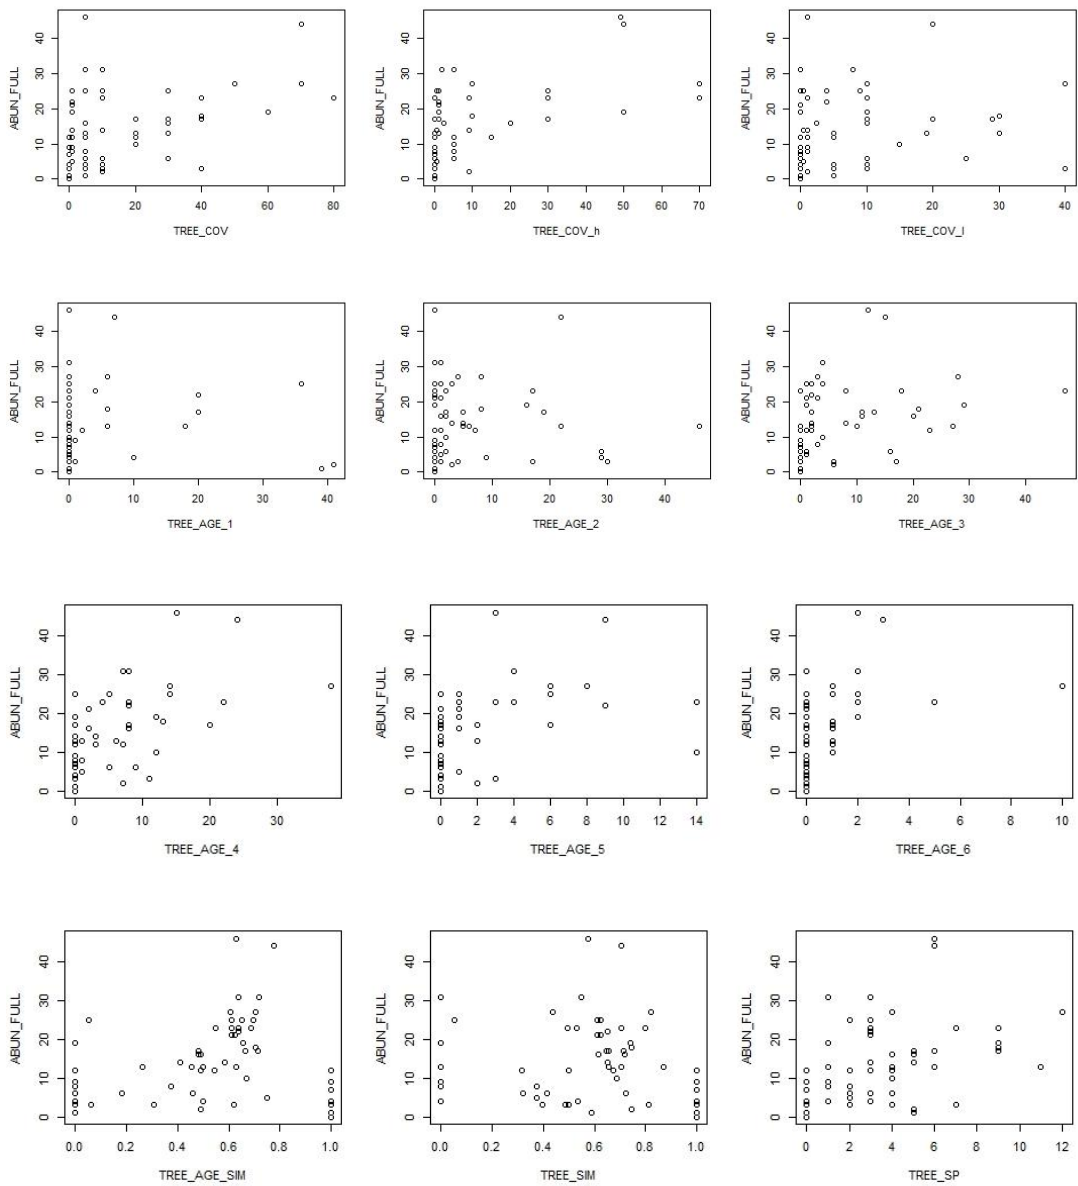 ABUN_FULL
0 10 20 30 40
0 20 40 60 80
TREE_COV
ABUN_FULL
0 10 20 30 40
0 10 20 30 40 50 60 70
TREE_COV_h
ABUN_FULL
0 10 20 30 40
0 10 20 30 40
TREE_COV_l
ABUN_FULL
0 10 20 30 40
0 10 20 30 40
TREE_AGE_1
ABUN_FULL
0 10 20 30 40
0 10 20 30 40
TREE_AGE_2
ABUN_FULL
0 10 20 30 40
0 10 20 30 40
TREE_AGE_3
ABUN_FULL
0 10 20 30 40
0 10 20 30
TREE_AGE_4
ABUN_FULL
0 10 20 30 40
0 2 4 6 8 10 12 14
TREE_AGE_5
ABUN_FULL
0 10 20 30 40
0 2 4 6 8 10
TREE_AGE_6
ABUN_FULL
0 10 20 30 40
0.0 0.2 0.4 0.6 0.8 1.0
TREE_AGE_SIM
ABUN_FULL
0 10 20 30 40
0.0 0.2 0.4 0.6 0.8 1.0
TREE_SIM
ABUN_FULL
0 10 20 30 40
0 2 4 6 8 10 12
TREE_SP